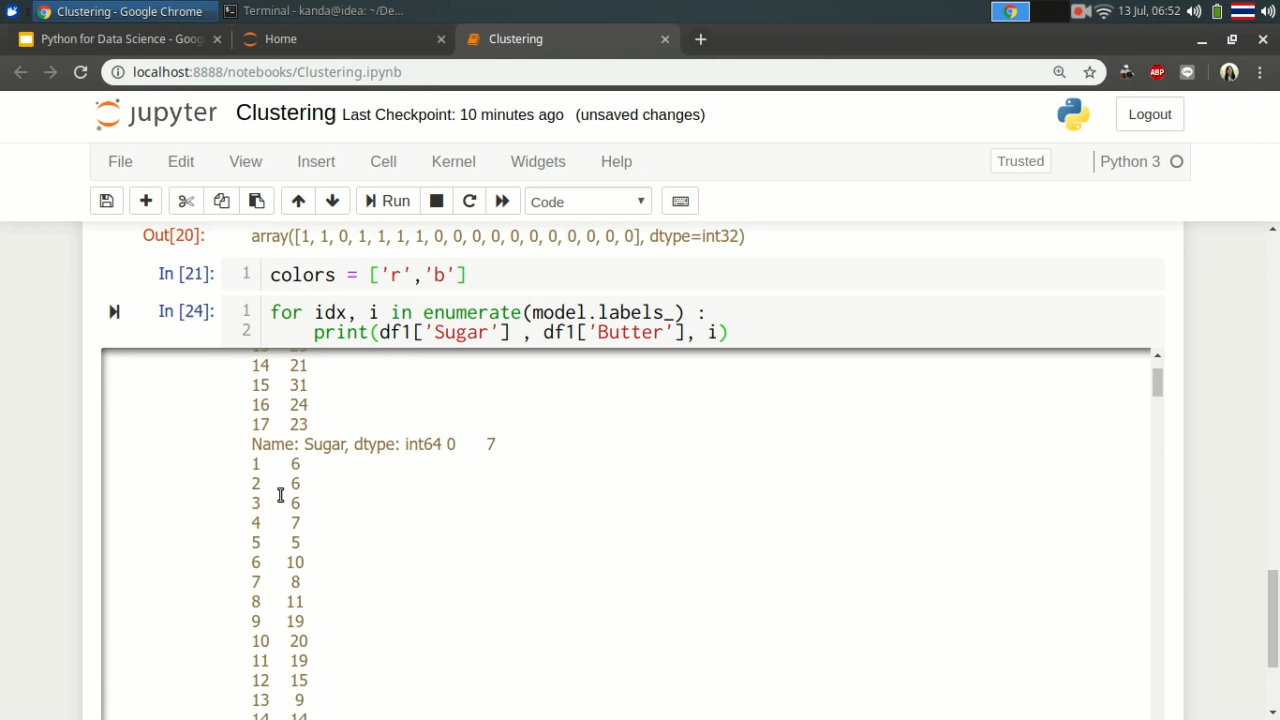 Clustering - Google Chrome
Terminal - kanda@idea: ~/De...
13 Jul, 06:52
Python for Data Science - Goog
Home
Clustering
localhost:8888/notebooks/Clustering.ipynb
ABP
jupyter Clustering Last Checkpoint: 10 minutes ago (unsaved changes)
Logout
File Edit View Insert Cell Kernel Widgets Help
Trusted
Python 3
Run
Code
Out[20]: array([1, 1, 0, 1, 1, 1, 1, 0, 0, 0, 0, 0, 0, 0, 0, 0, 0, 0], dtype=int32)
In [21]: 1 colors = ['r','b']
In [24]: 1 for idx, i in enumerate(model.labels_) :
2 print(df1['Sugar'] , df1['Butter'], i)
14 21
15 31
16 24
17 23
Name: Sugar, dtype: int64 0 7
1 6
2 6
3 6
4 7
5 5
6 10
7 8
8 11
9 19
10 20
11 19
12 15
13 9
14 14